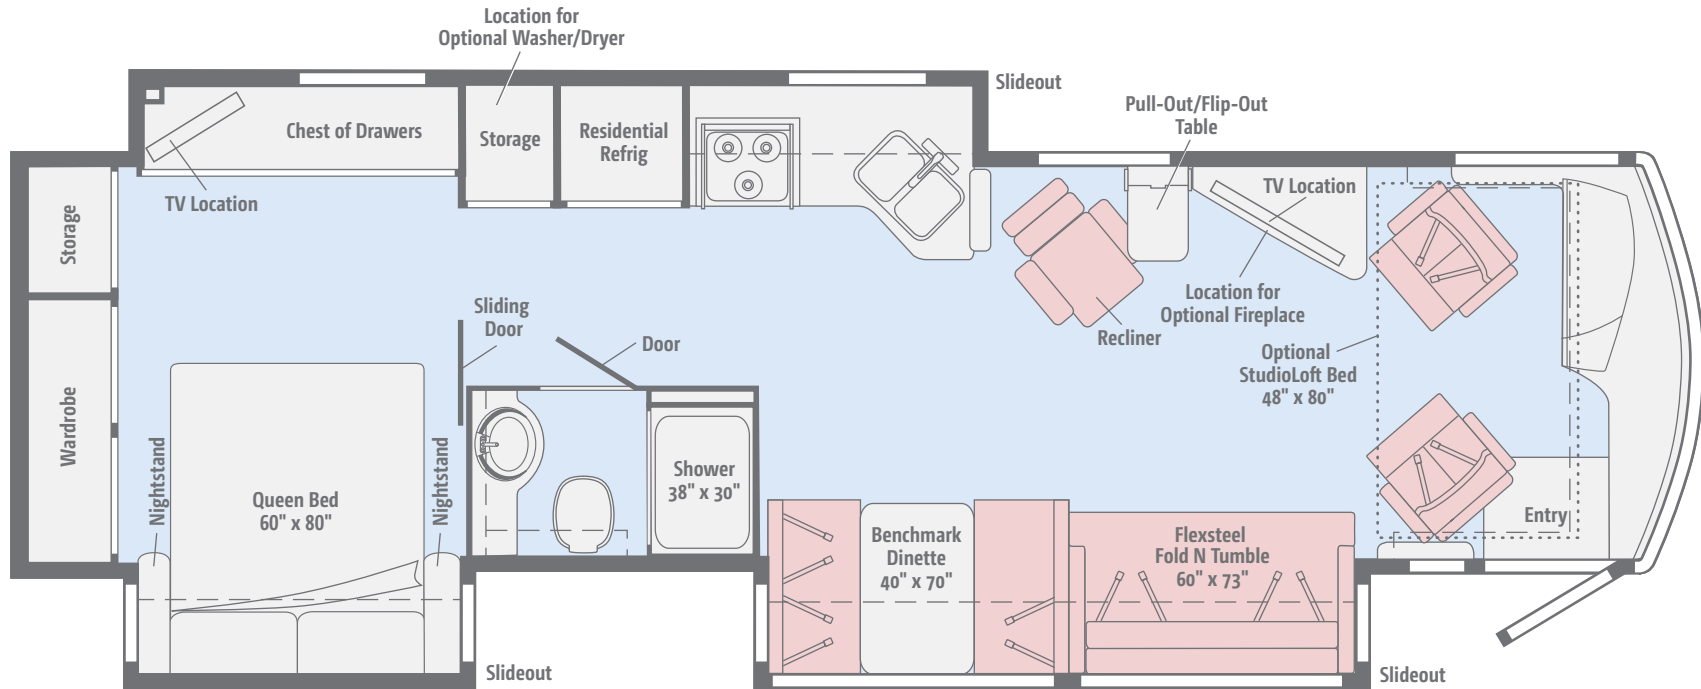 Location for
Optional Washer/Dryer
Slideout
Pull-Out/Flip-Out
Table
Chest of Drawers
Storage
Residential
Refrig
TV Location
TV Location
Storage
Sliding
Door
Door
Location for
Optional Fireplace
Recliner
Optional
StudioLoft Bed
48" x 80"
Wardrobe
Nightstand
Queen Bed
60" x 80"
Nightstand
Shower
38" x 30"
Benchmark
Dinette
40" x 70"
Flexsteel
Fold N Tumble
60" x 73"
Entry
Slideout
Slideout